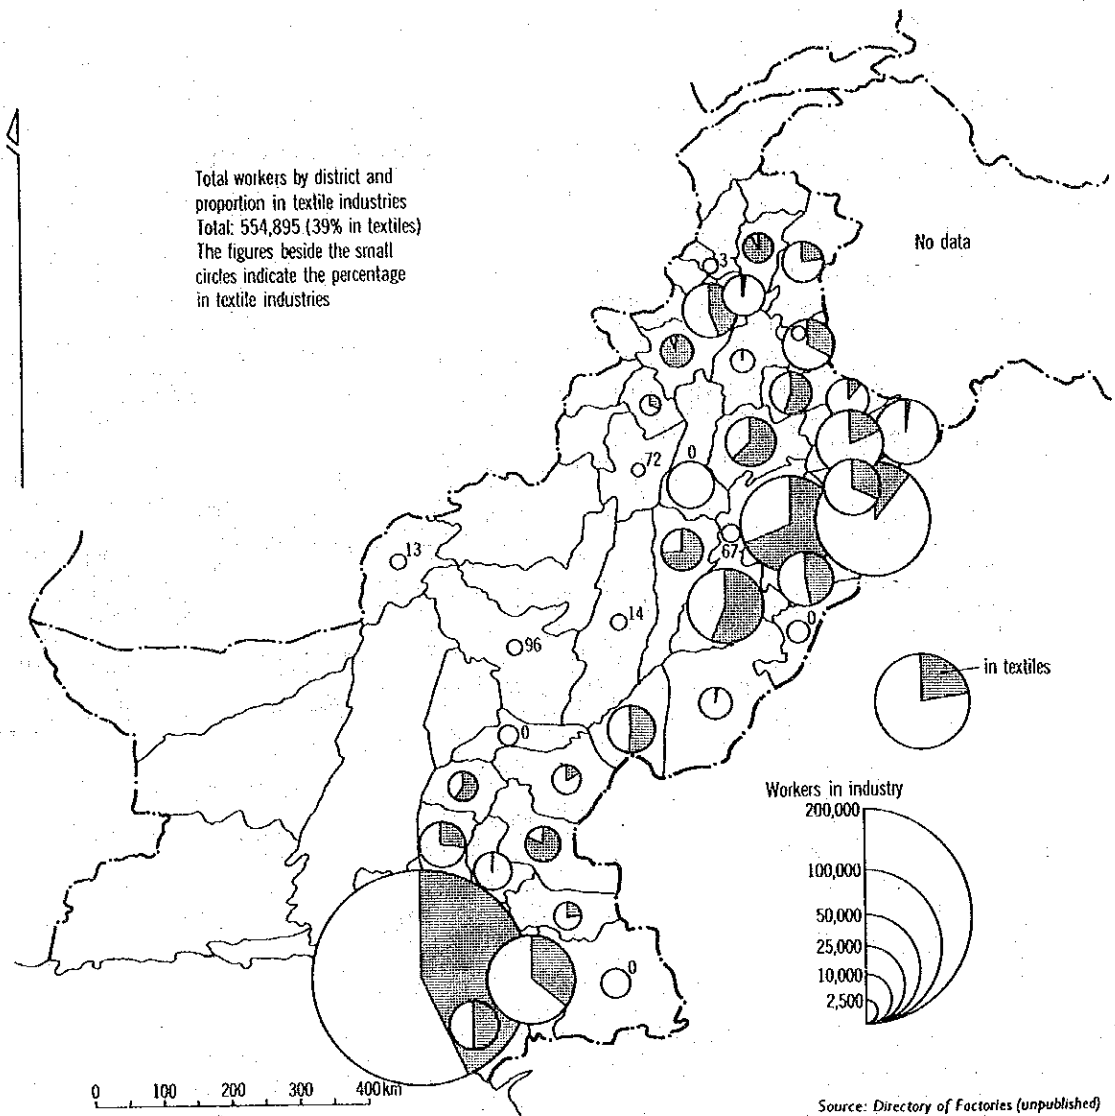 Total workers by district and
proportion in textile industries
Total: 554,895 (39% in textiles)
The figures beside the small
circles indicate the percentage
in textile industries
No data
3
72
0
13
67
14
0
96
in textiles
0
Workers in industry
200,000
100,000
50,000
25,000
10,000
2,500
0
0 100 200 300 400km
Source: Directory of Factories (unpublished)